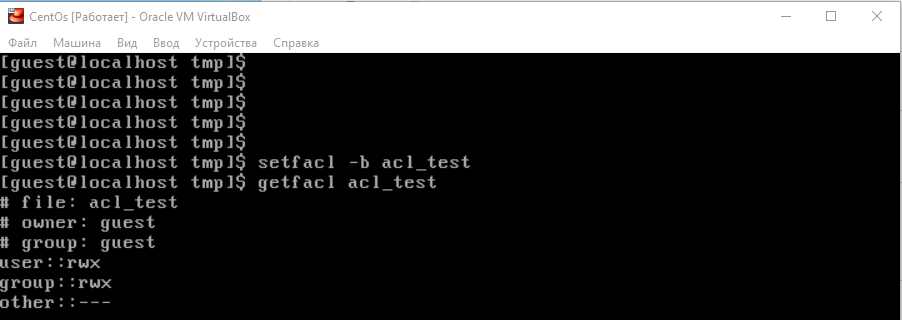 CentOs [Работает] - Oracle VM VirtualBox
Файл Машина Вид Ввод Устройства Справка
[guest@localhost tmp]$
[guest@localhost tmp]$
[guest@localhost tmp]$
[guest@localhost tmp]$
[guest@localhost tmp]$
[guest@localhost tmp]$ setfacl -b acl_test
[guest@localhost tmp]$ getfacl acl_test
# file: acl_test
# owner: guest
# group: guest
user::rwx
group::rwx
other::---